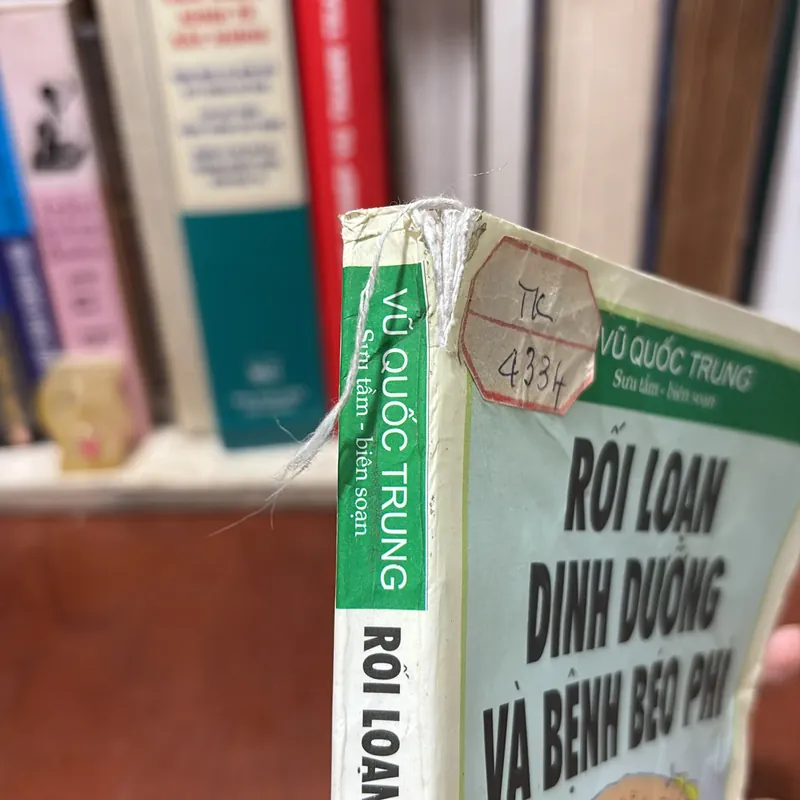 VŨ QUỐC TRUNG
Sưu tầm - biên soạn
RỐI LOẠN
TK
4334
VŨ QUỐC TRUNG
Sưu tầm - biên soạn
RỐI LOẠN
DINH DƯỠNG
VÀ BỆNH BÉO PHÌ